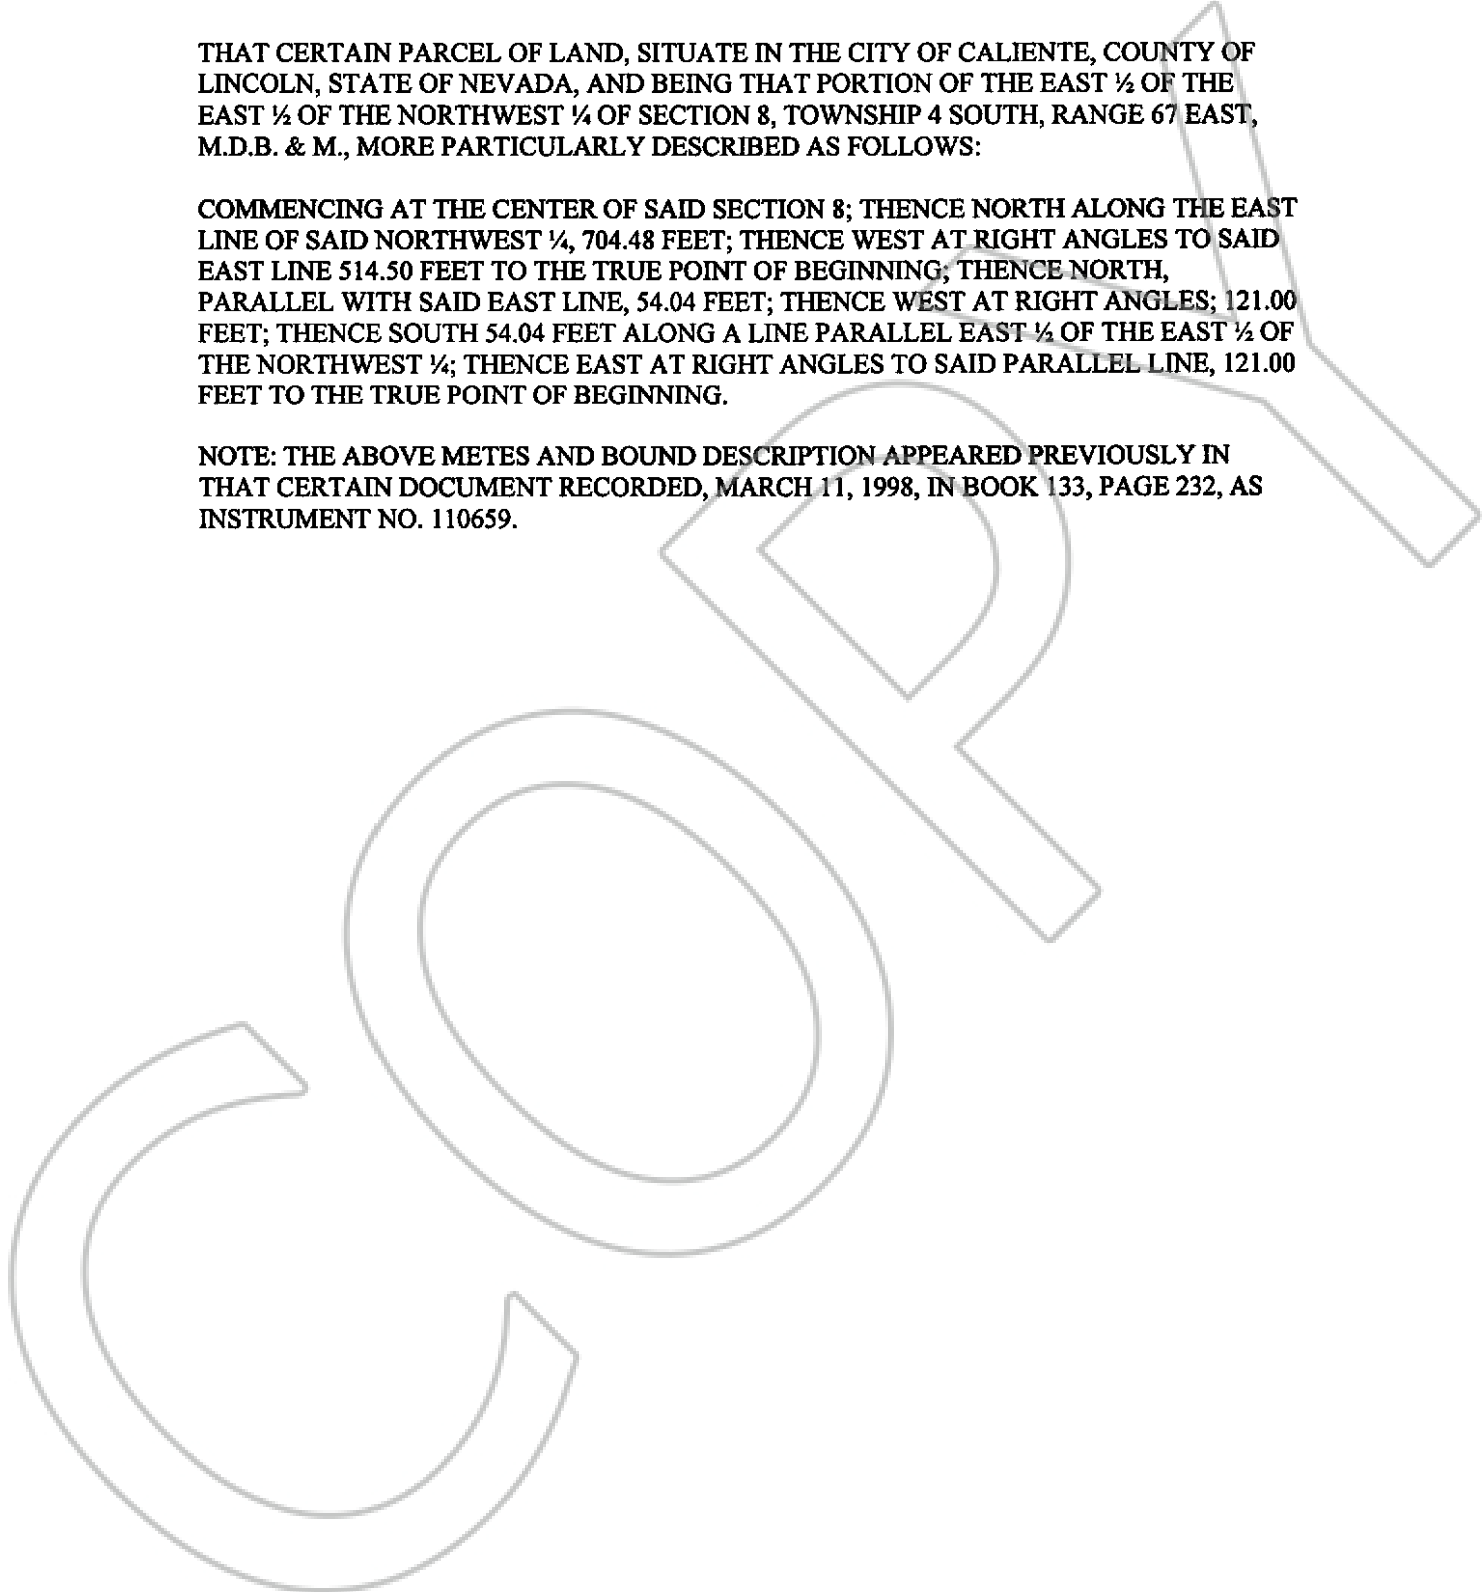 THAT CERTAIN PARCEL OF LAND, SITUATE IN THE CITY OF CALIENTE, COUNTY OF
LINCOLN, STATE OF NEVADA, AND BEING THAT PORTION OF THE EAST ½ OF THE
EAST ½ OF THE NORTHWEST ¼ OF SECTION 8, TOWNSHIP 4 SOUTH, RANGE 67 EAST,
M.D.B. & M., MORE PARTICULARLY DESCRIBED AS FOLLOWS:
COMMENCING AT THE CENTER OF SAID SECTION 8; THENCE NORTH ALONG THE EAST
LINE OF SAID NORTHWEST ¼, 704.48 FEET; THENCE WEST AT RIGHT ANGLES TO SAID
EAST LINE 514.50 FEET TO THE TRUE POINT OF BEGINNING; THENCE NORTH,
PARALLEL WITH SAID EAST LINE, 54.04 FEET; THENCE WEST AT RIGHT ANGLES; 121.00
FEET; THENCE SOUTH 54.04 FEET ALONG A LINE PARALLEL EAST ½ OF THE EAST ½ OF
THE NORTHWEST ¼; THENCE EAST AT RIGHT ANGLES TO SAID PARALLEL LINE, 121.00
FEET TO THE TRUE POINT OF BEGINNING.
NOTE: THE ABOVE METES AND BOUND DESCRIPTION APPEARED PREVIOUSLY IN
THAT CERTAIN DOCUMENT RECORDED, MARCH 11, 1998, IN BOOK 133, PAGE 232, AS
INSTRUMENT NO. 110659.
COPY